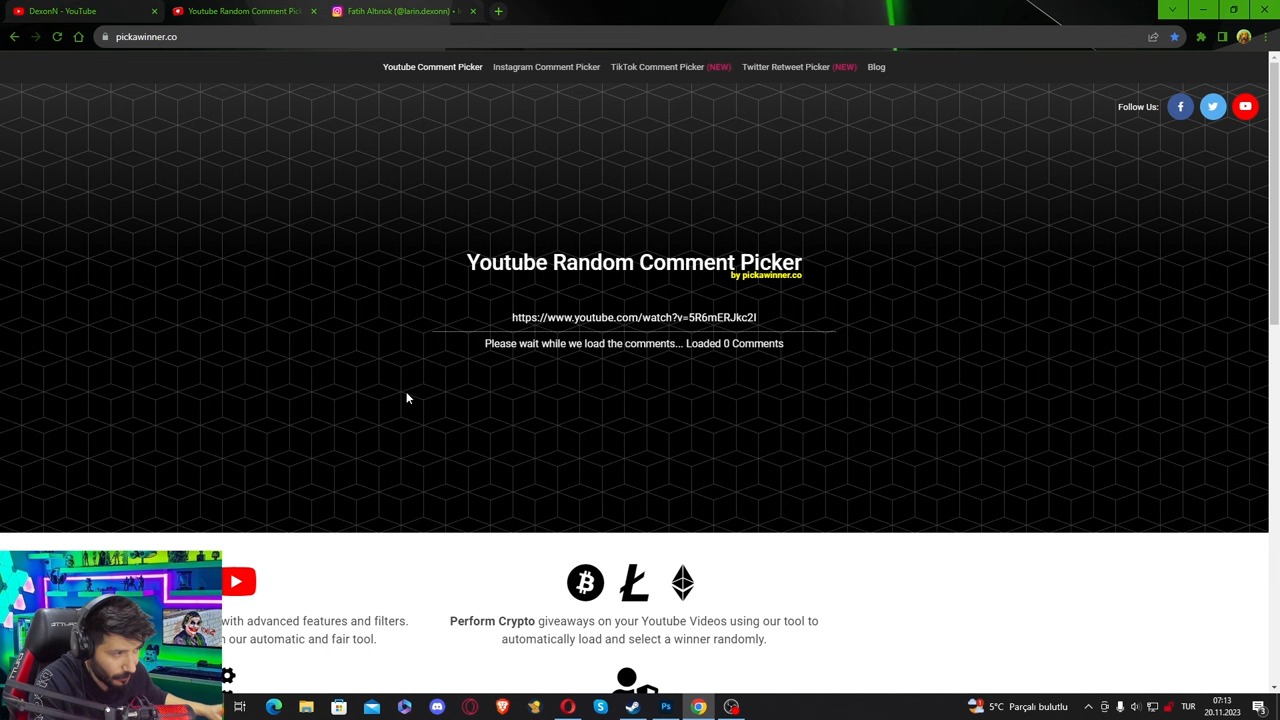 DexonN - YouTube
Youtube Random Comment Picker
Fatih Altınok (@larin.dexonn) •
pickawinner.co
Youtube Comment Picker
Instagram Comment Picker
TikTok Comment Picker (NEW)
Twitter Retweet Picker (NEW)
Blog
Follow Us:
Youtube Random Comment Picker
by pickawinner.co
https://www.youtube.com/watch?v=5R6mERJkc2I
Please wait while we load the comments... Loaded 0 Comments
with advanced features and filters.
our automatic and fair tool.
Perform Crypto giveaways on your Youtube Videos using our tool to
automatically load and select a winner randomly.
5°C Parçalı bulutlu
TUR
07:13
20.11.2023